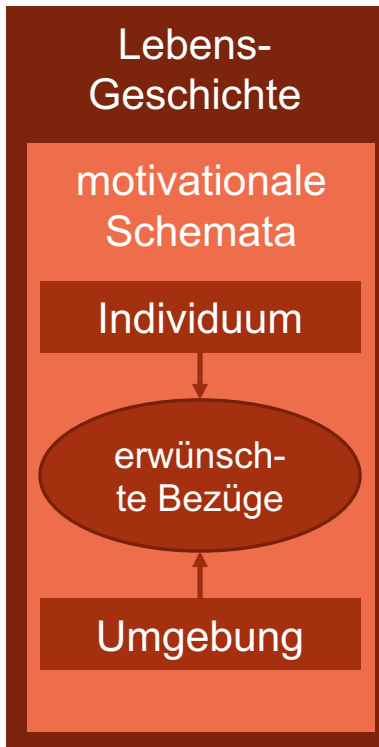 Lebens-
Geschichte
motivationale
Schemata
Individuum
erwünsch-
te Bezüge
Umgebung